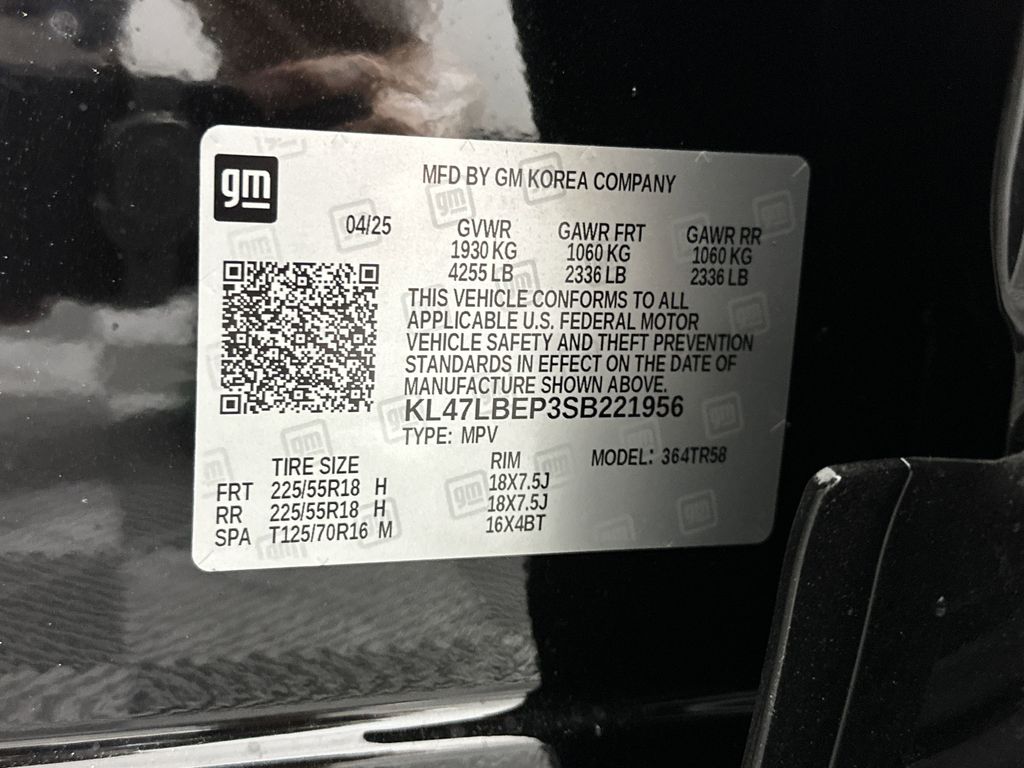 gm
MFD BY GM KOREA COMPANY
04/25 GVWR GAWR FRT GAWR RR
1930 KG 1060 KG 1060 KG
4255 LB 2336 LB 2336 LB
THIS VEHICLE CONFORMS TO ALL
APPLICABLE U.S. FEDERAL MOTOR
VEHICLE SAFETY AND THEFT PREVENTION
STANDARDS IN EFFECT ON THE DATE OF
MANUFACTURE SHOWN ABOVE.
KL47LBEP3SB221956
TYPE: MPV
TIRE SIZE RIM MODEL: 364TR58
FRT 225/55R18 H 18X7.5J
RR 225/55R18 H 18X7.5J
SPA T125/70R16 M 16X4BT